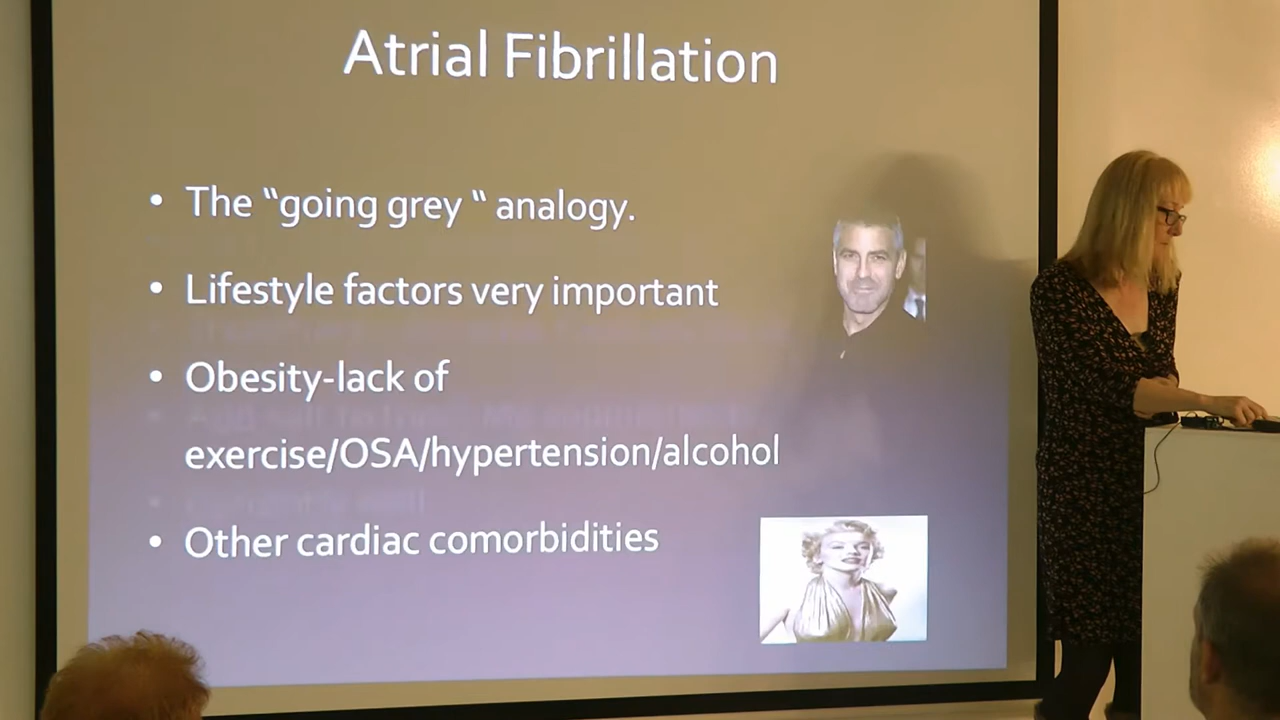 Atrial Fibrillation
• The “going grey “ analogy.
• Lifestyle factors very important
• Obesity-lack of
exercise/OSA/hypertension/alcohol
• Other cardiac comorbidities